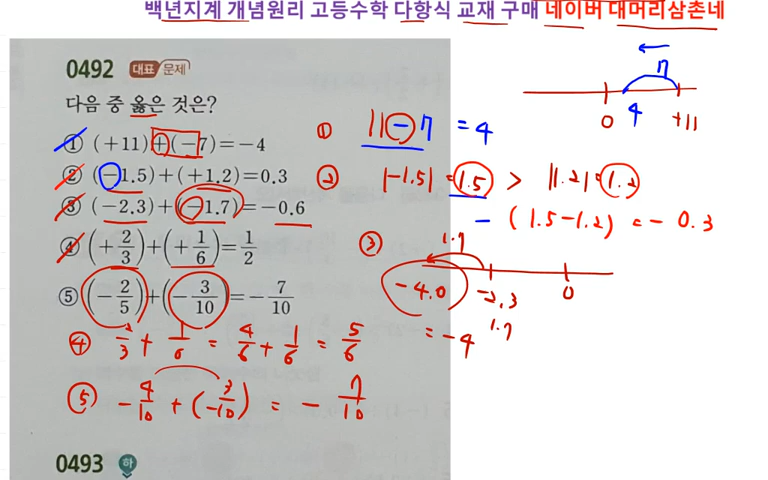 백년지계 개념원리 고등수학 다항식 교재 구매 네이버 대머리삼촌네
0492 대표 문제
다음 중 옳은 것은?
① (+11)+(−7)=−4
② (−1.5)+(+1.2)=0.3
③ (−2.3)+(−1.7)=−0.6
④ (+2/3)+(+1/6)=1/2
⑤ (−2/5)+(−3/10)=−7/10
④ 2/3 + 1/6 = 4/6 + 1/6 = 5/6
⑤ −4/10 + (−3/10) = − 7/10
0493 하
7
0 4 +11
① 11−7 = 4
② |−1.5| = 1.5 > |1.2| = 1.2
− (1.5−1.2) = − 0.3
③ 1.7
−4.0 −2.3 0
= −4 1.7